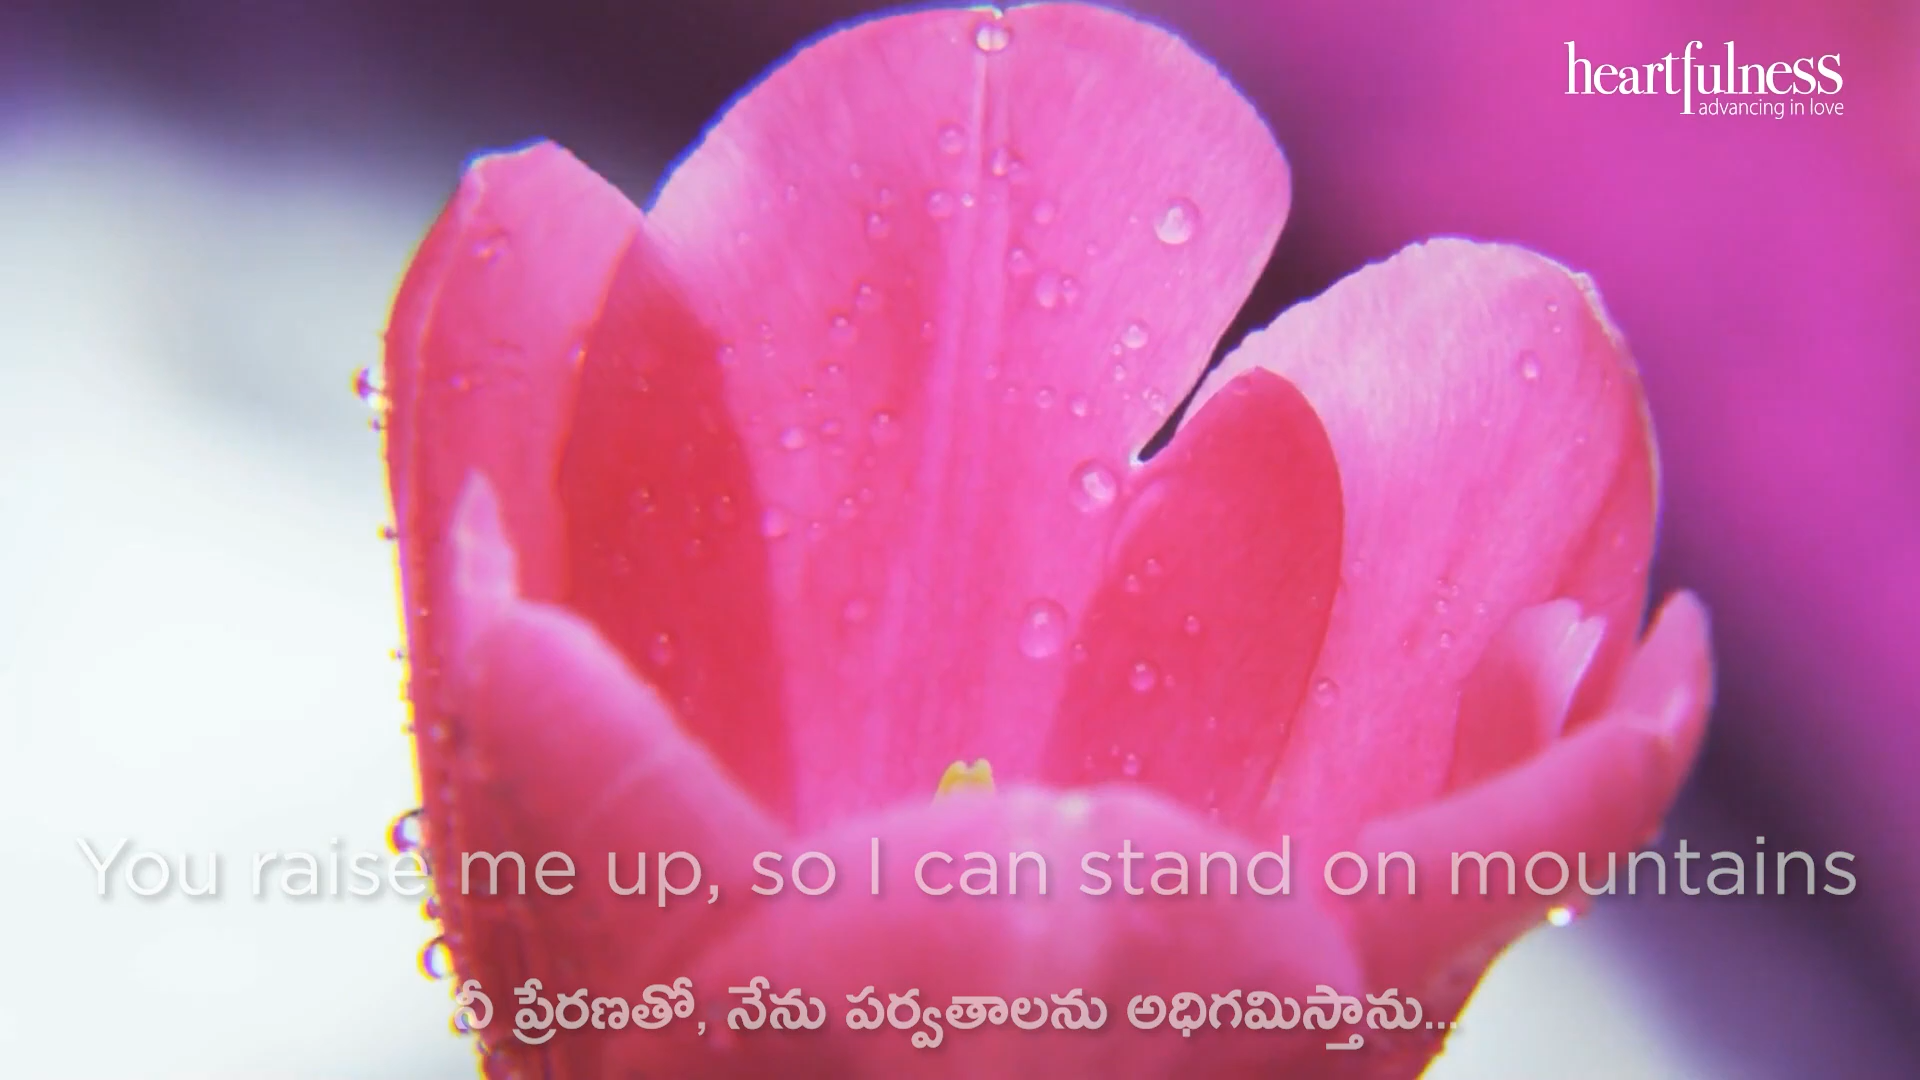 heartfulness
advancing in love
You raise me up, so I can stand on mountains
నీ ప్రేరణతో, నేను పర్వతాలను అధిగమిస్తాను...